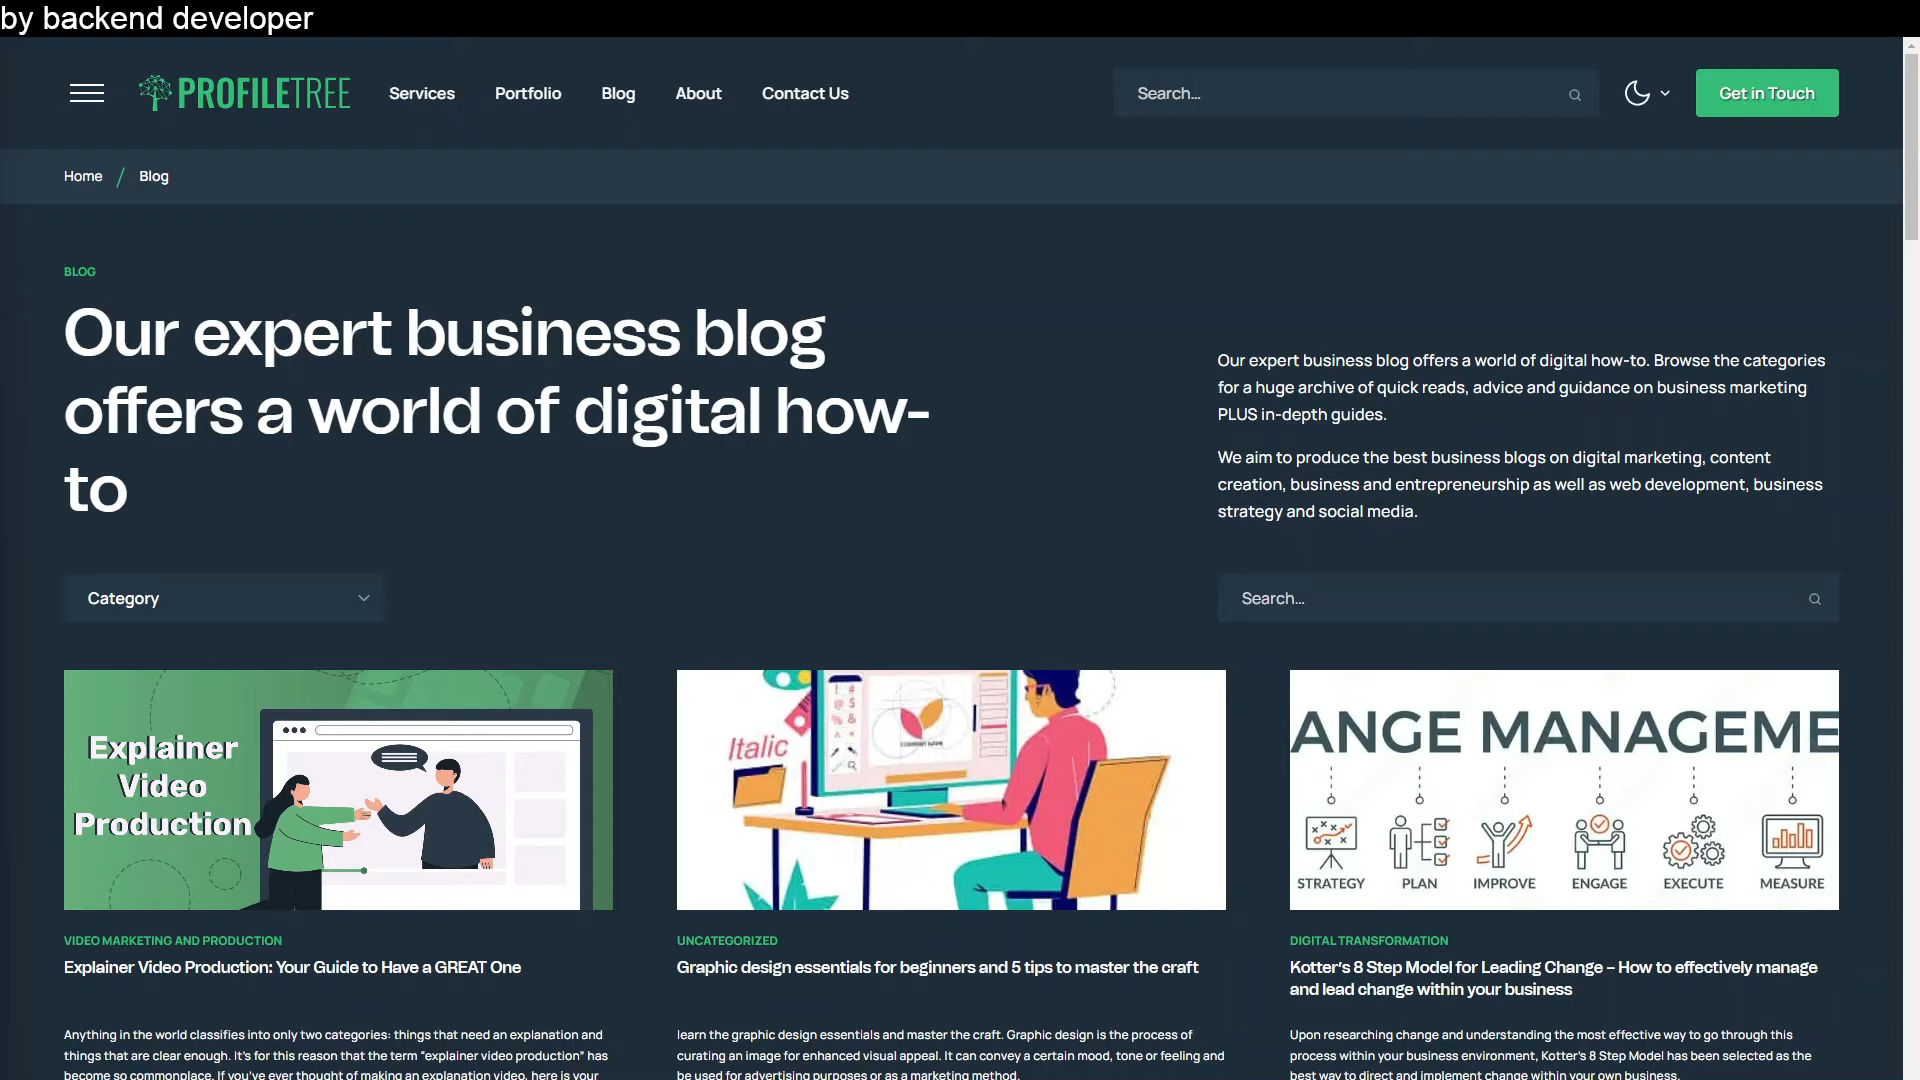 by backend developer
PROFILETREE
Services
Portfolio
Blog
About
Contact Us
Search...
Get in Touch
Home / Blog
BLOG
Our expert business blog
offers a world of digital how-
to
Our expert business blog offers a world of digital how-to. Browse the categories
for a huge archive of quick reads, advice and guidance on business marketing
PLUS in-depth guides.
We aim to produce the best business blogs on digital marketing, content
creation, business and entrepreneurship as well as web development, business
strategy and social media.
Category
Search...
Explainer
Video
Production
Italic
ANGE MANAGEME
STRATEGY
PLAN
IMPROVE
ENGAGE
EXECUTE
MEASURE
VIDEO MARKETING AND PRODUCTION
Explainer Video Production: Your Guide to Have a GREAT One
Anything in the world classifies into only two categories: things that need an explanation and
things that are clear enough. It's for this reason that the term “explainer video production” has
become so commonplace. If you've ever thought of making an explanation video, here is your
UNCATEGORIZED
Graphic design essentials for beginners and 5 tips to master the craft
learn the graphic design essentials and master the craft. Graphic design is the process of
curating an image for enhanced visual appeal. It can convey a certain mood, tone or feeling and
be used for advertising purposes or as a marketing method.
DIGITAL TRANSFORMATION
Kotter's 8 Step Model for Leading Change – How to effectively manage
and lead change within your business
Upon researching change and understanding the most effective way to go through this
process within your business environment, Kotter's 8 Step Model has been selected as the
best way to direct and implement change within your own business.